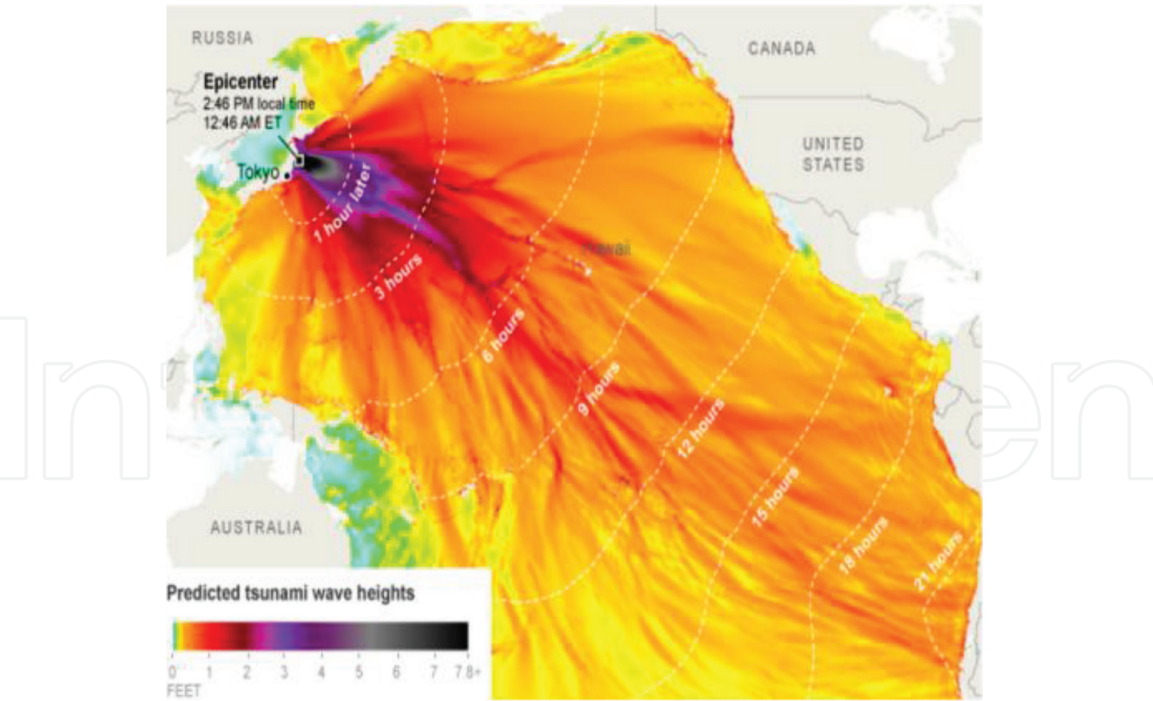 RUSSIA
CANADA
Epicenter
2:46 PM local time
12:46 AM ET
UNITED
STATES
Tokyo
1 hour later
Hawaii
3 hours
6 hours
9 hours
12 hours
15 hours
18 hours
21 hours
AUSTRALIA
Predicted tsunami wave heights
0 1 2 3 4 5 6 7 7.8+
FEET